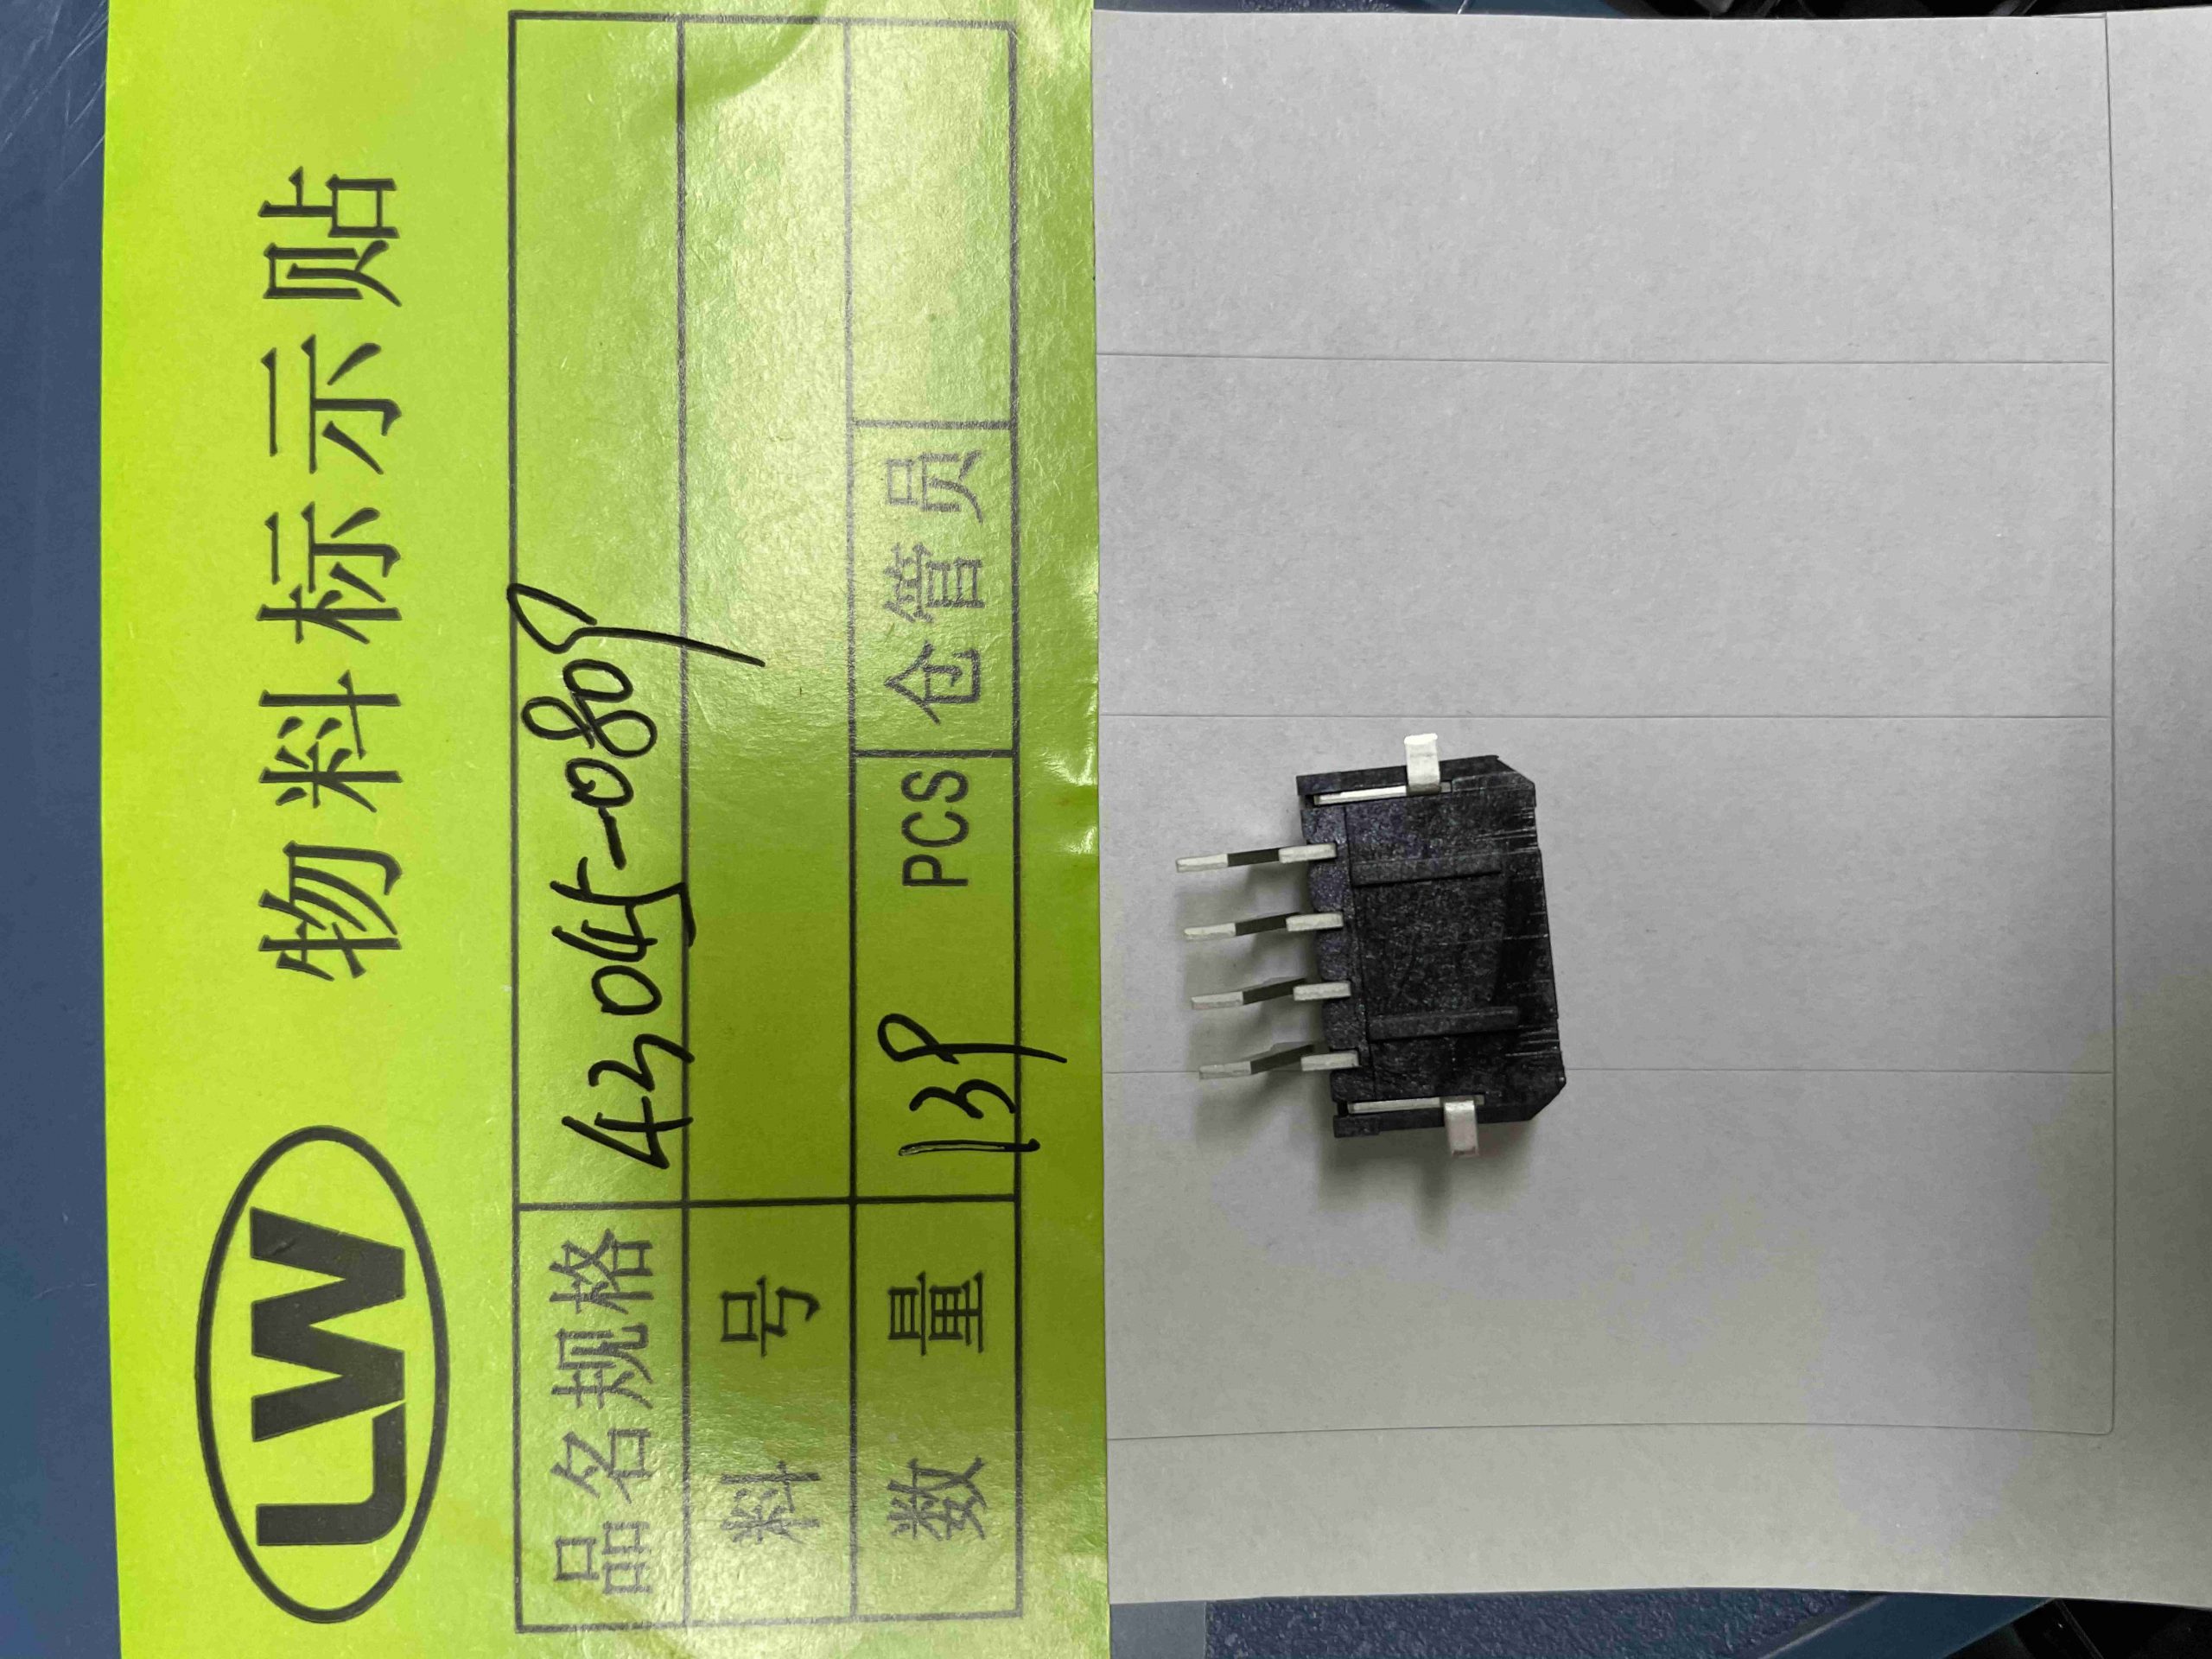 LW 物料标示贴
品名规格 43045-0809
料 号
数 量 139 PCS 仓管员